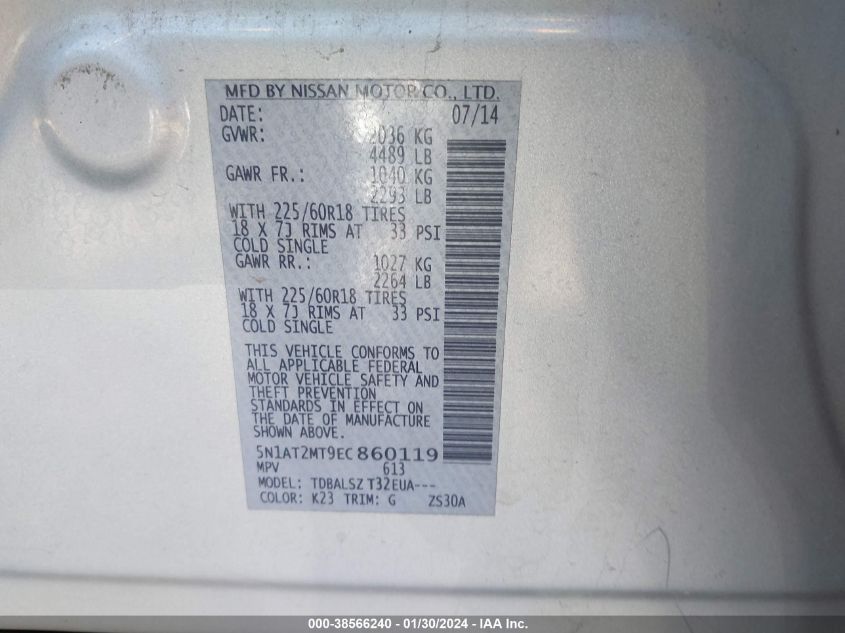 MFD BY NISSAN MOTOR CO., LTD.
DATE: 07/14
GVWR: 2036 KG
4489 LB
GAWR FR.: 1040 KG
2293 LB
WITH 225/60R18 TIRES
18 X 7J RIMS AT 33 PSI
COLD SINGLE
GAWR RR.: 1027 KG
2264 LB
WITH 225/60R18 TIRES
18 X 7J RIMS AT 33 PSI
COLD SINGLE
THIS VEHICLE CONFORMS TO
ALL APPLICABLE FEDERAL
MOTOR VEHICLE SAFETY AND
THEFT PREVENTION
STANDARDS IN EFFECT ON
THE DATE OF MANUFACTURE
SHOWN ABOVE.
5N1AT2MT9EC860119
MPV 613
MODEL: TDBALSZ T32EUA---
COLOR: K23 TRIM: G ZS30A
000-38566240 - 01/30/2024 - IAA Inc.